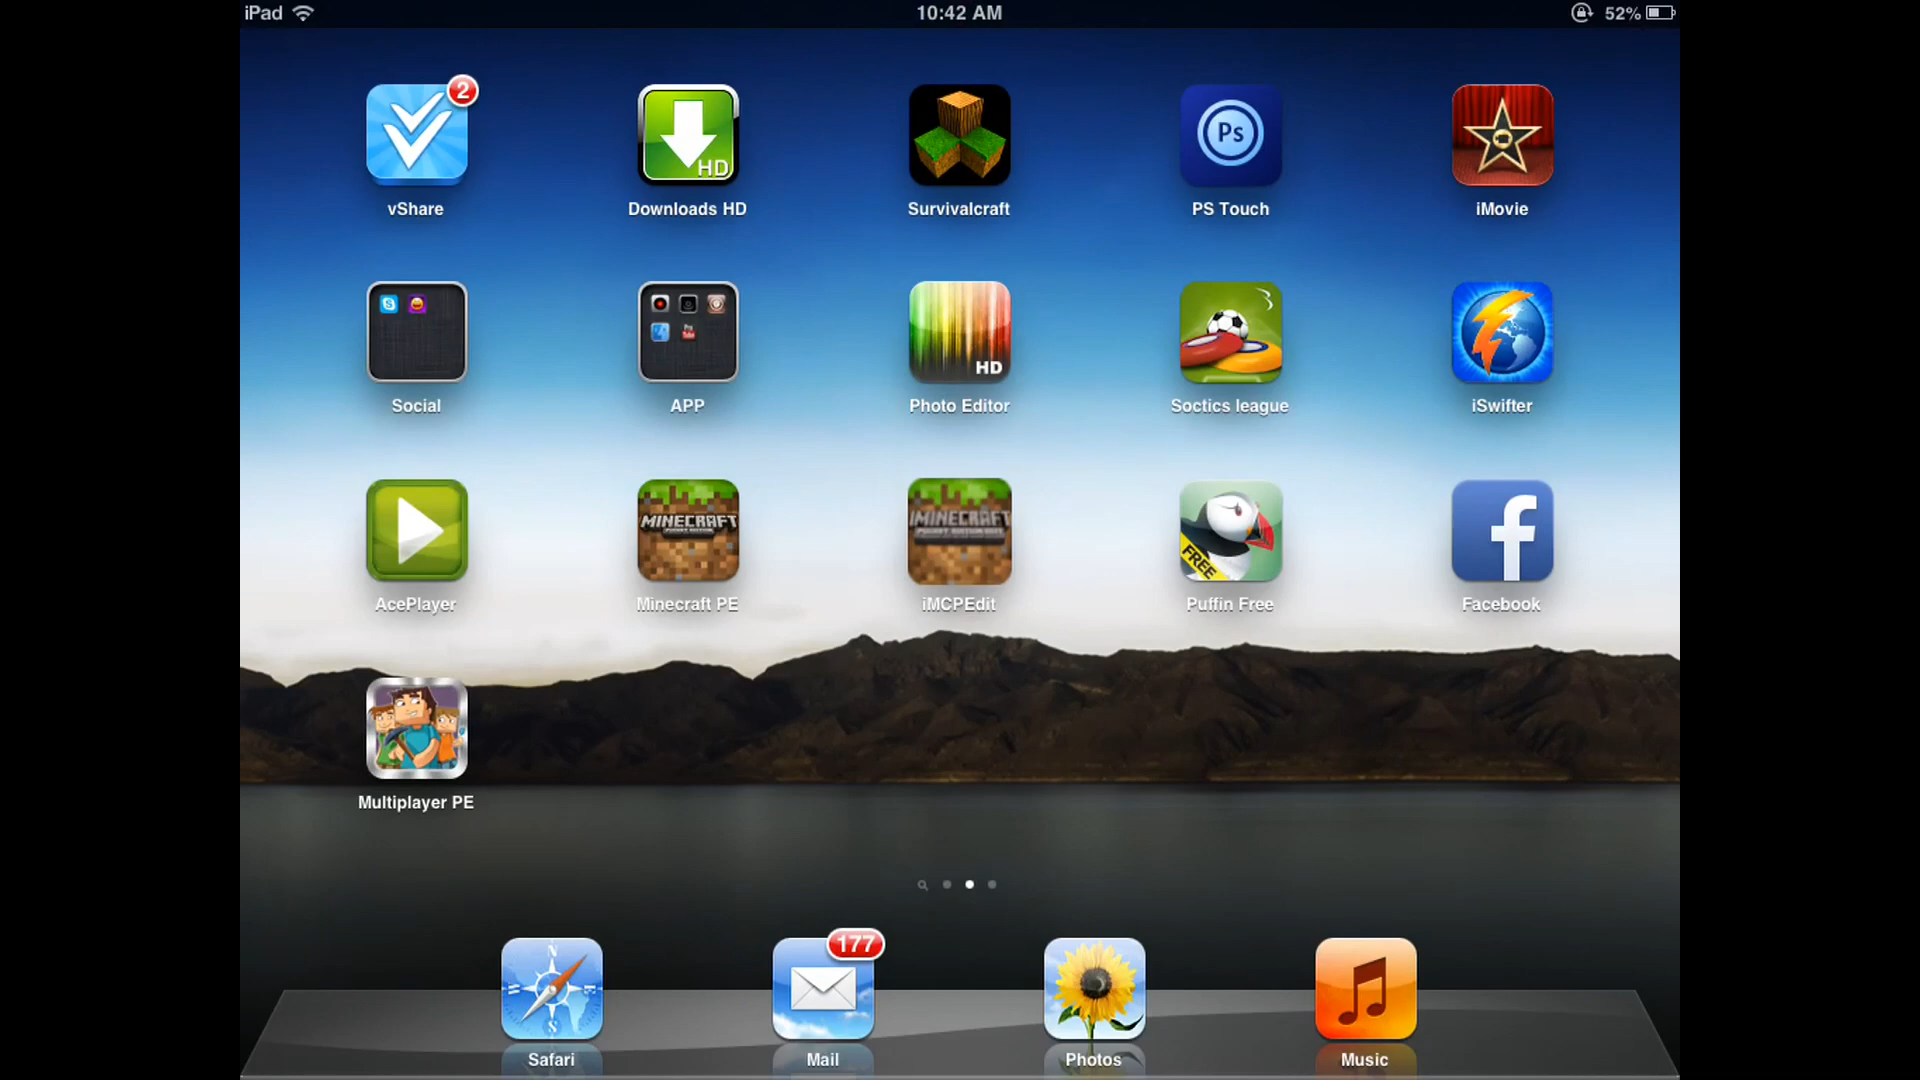 iPad 10:42 AM 52%
2
HD
Ps
vShare Downloads HD Survivalcraft PS Touch iMovie
HD
Social APP Photo Editor Soctics league iSwifter
MINECRAFT
FREE
AcePlayer Minecraft PE iMCPEdit Puffin Free Facebook
Multiplayer PE
177
N
S
Safari Mail Photos Music